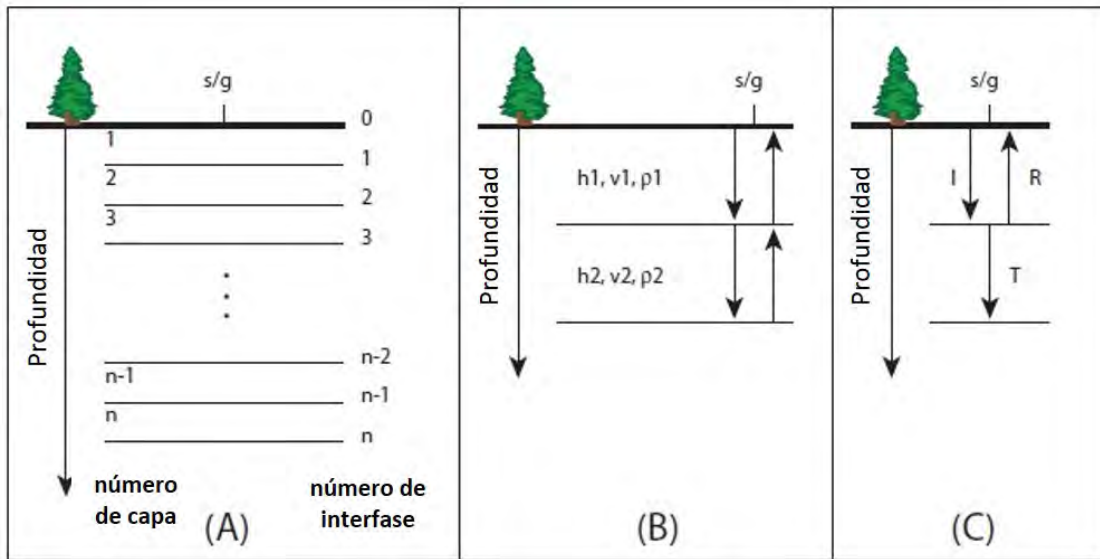 s/g
0
1
1
2
2
3
3
Profundidad
n-2
n-1
n-1
n
n
número
de capa
número de
interfase
(A)
s/g
Profundidad
h1, v1, ρ1
h2, v2, ρ2
(B)
s/g
Profundidad
I
R
T
(C)